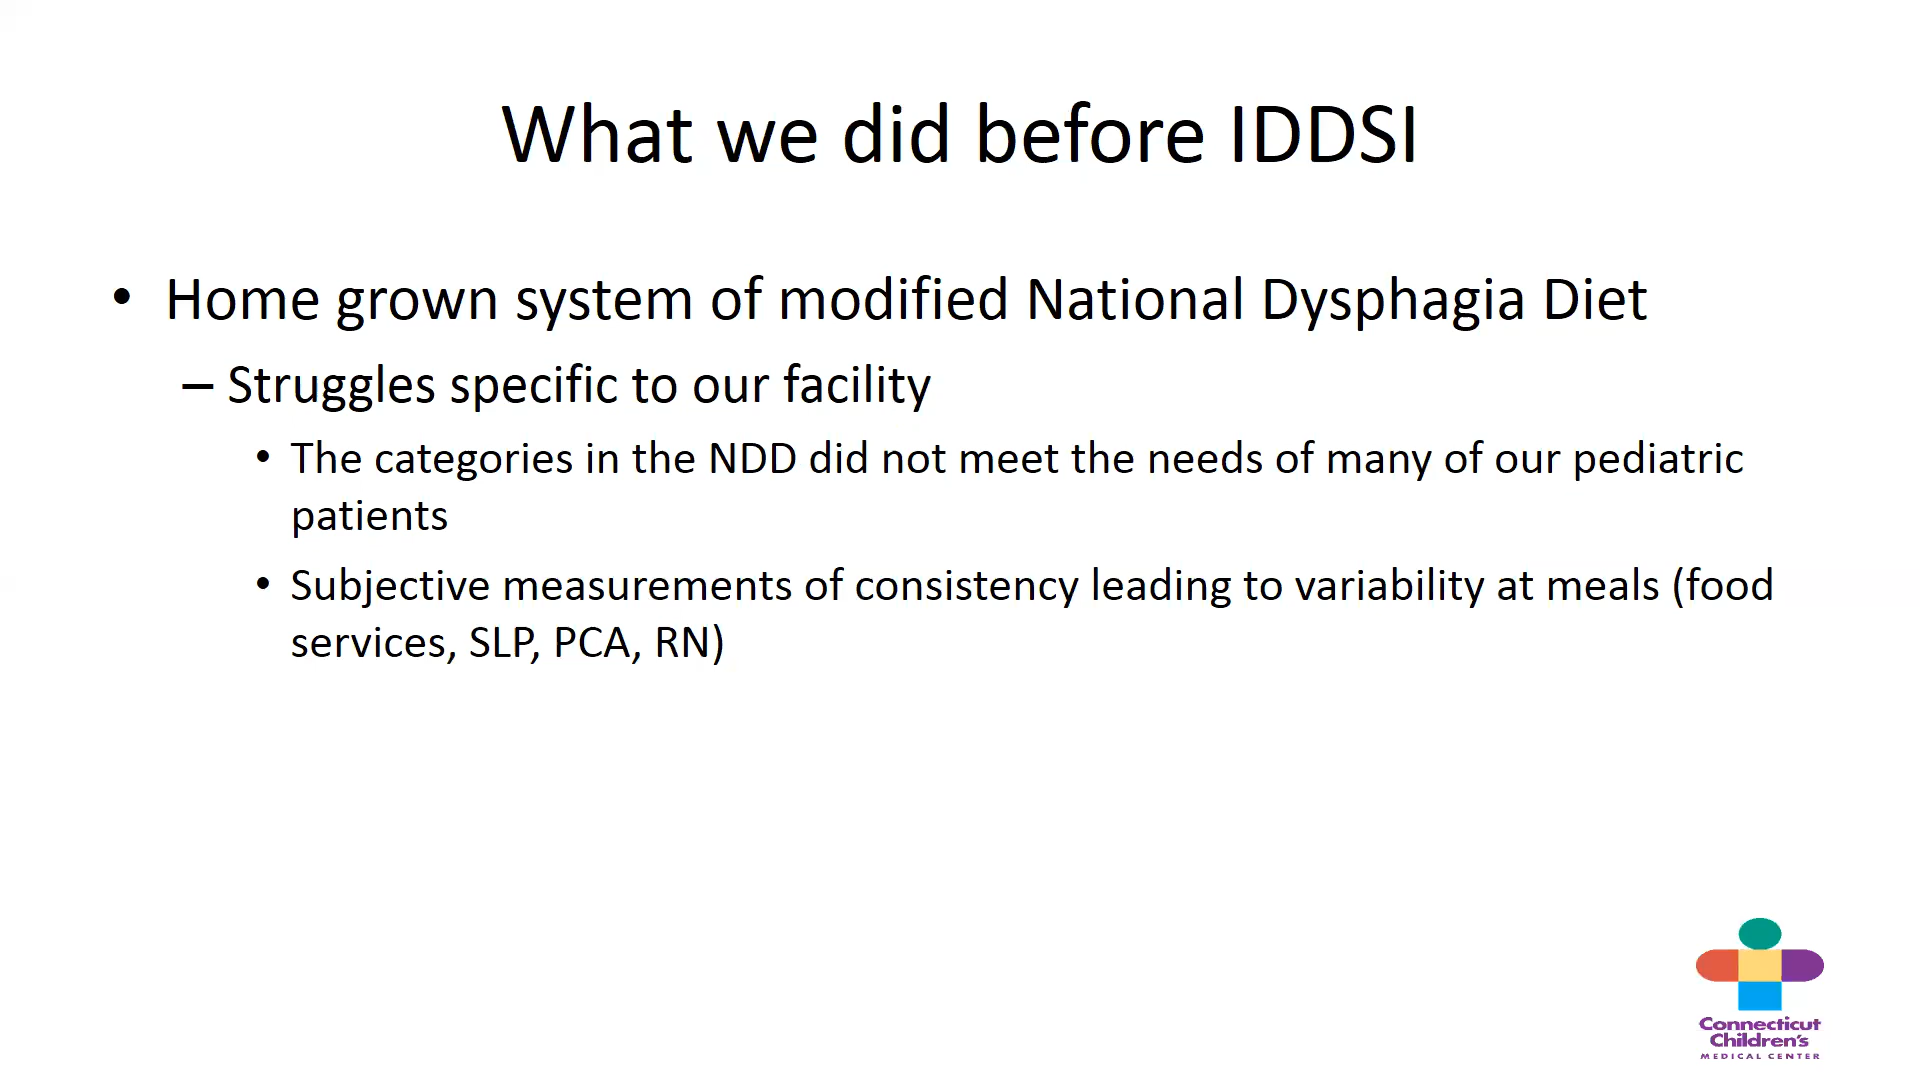 What we did before IDDSI
• Home grown system of modified National Dysphagia Diet
– Struggles specific to our facility
• The categories in the NDD did not meet the needs of many of our pediatric
patients
• Subjective measurements of consistency leading to variability at meals (food
services, SLP, PCA, RN)
Connecticut
Children's
MEDICAL CENTER